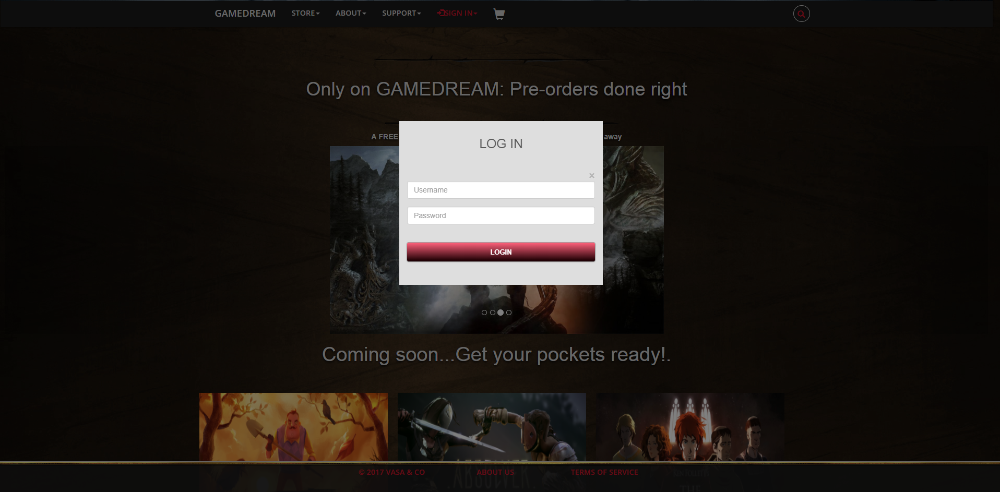 GAMEDREAM STORE ABOUT SUPPORT SIGN IN
Only on GAMEDREAM: Pre-orders done right
A FREE away
LOG IN
×
Username
Password
LOGIN
Coming soon...Get your pockets ready!.
ABSOLVER
© 2017 VASA & CO ABOUT US TERMS OF SERVICE
THE